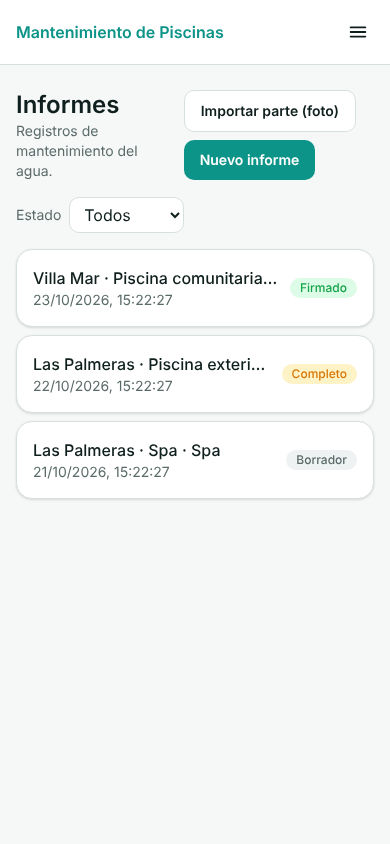 Mantenimiento de Piscinas
Informes
Registros de
mantenimiento del
agua.
Importar parte (foto)
Nuevo informe
Estado
Todos
Villa Mar · Piscina comunitaria...
23/10/2026, 15:22:27
Firmado
Las Palmeras · Piscina exteri...
22/10/2026, 15:22:27
Completo
Las Palmeras · Spa · Spa
21/10/2026, 15:22:27
Borrador